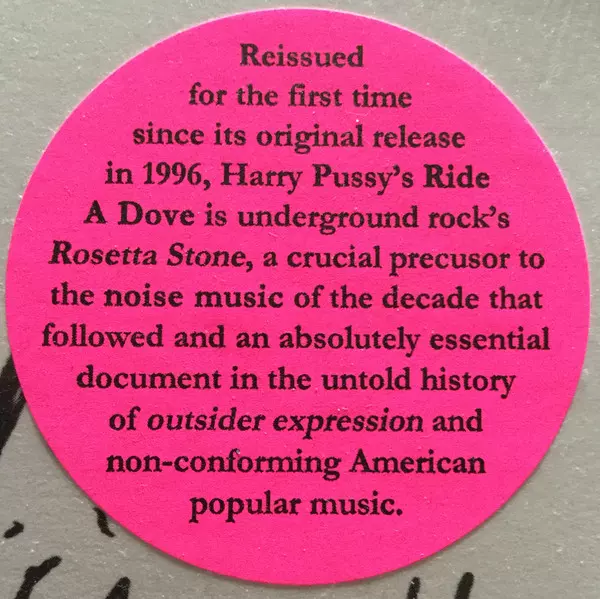 Reissued
for the first time
since its original release
in 1996, Harry Pussy's Ride
A Dove is underground rock's
Rosetta Stone, a crucial precusor to
the noise music of the decade that
followed and an absolutely essential
document in the untold history
of outsider expression and
non-conforming American
popular music.